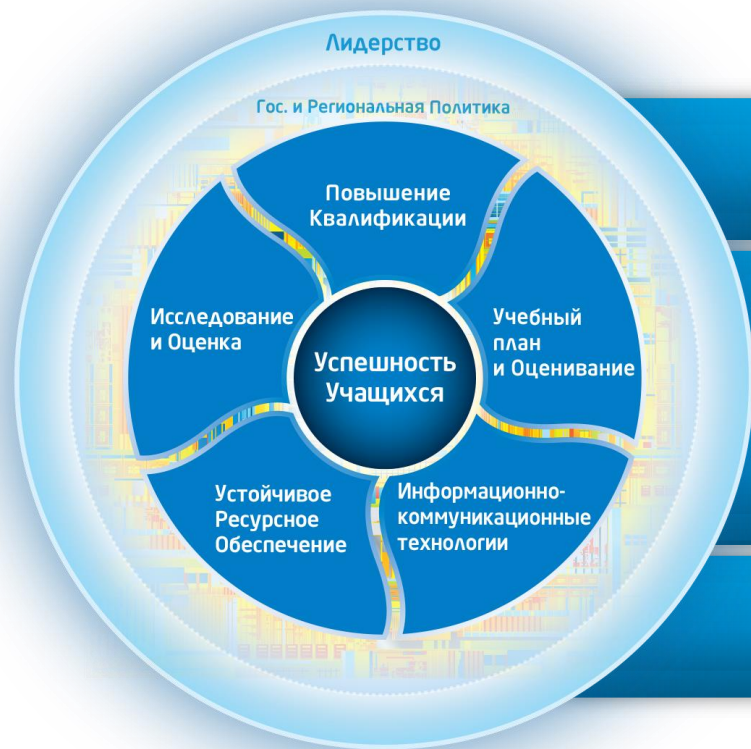 Лидерство
Гос. и Региональная Политика
Повышение
Квалификации
Исследование
и Оценка
Учебный
план
и Оценивание
Успешность
Учащихся
Устойчивое
Ресурсное
Обеспечение
Информационно-
коммуникационные
технологии